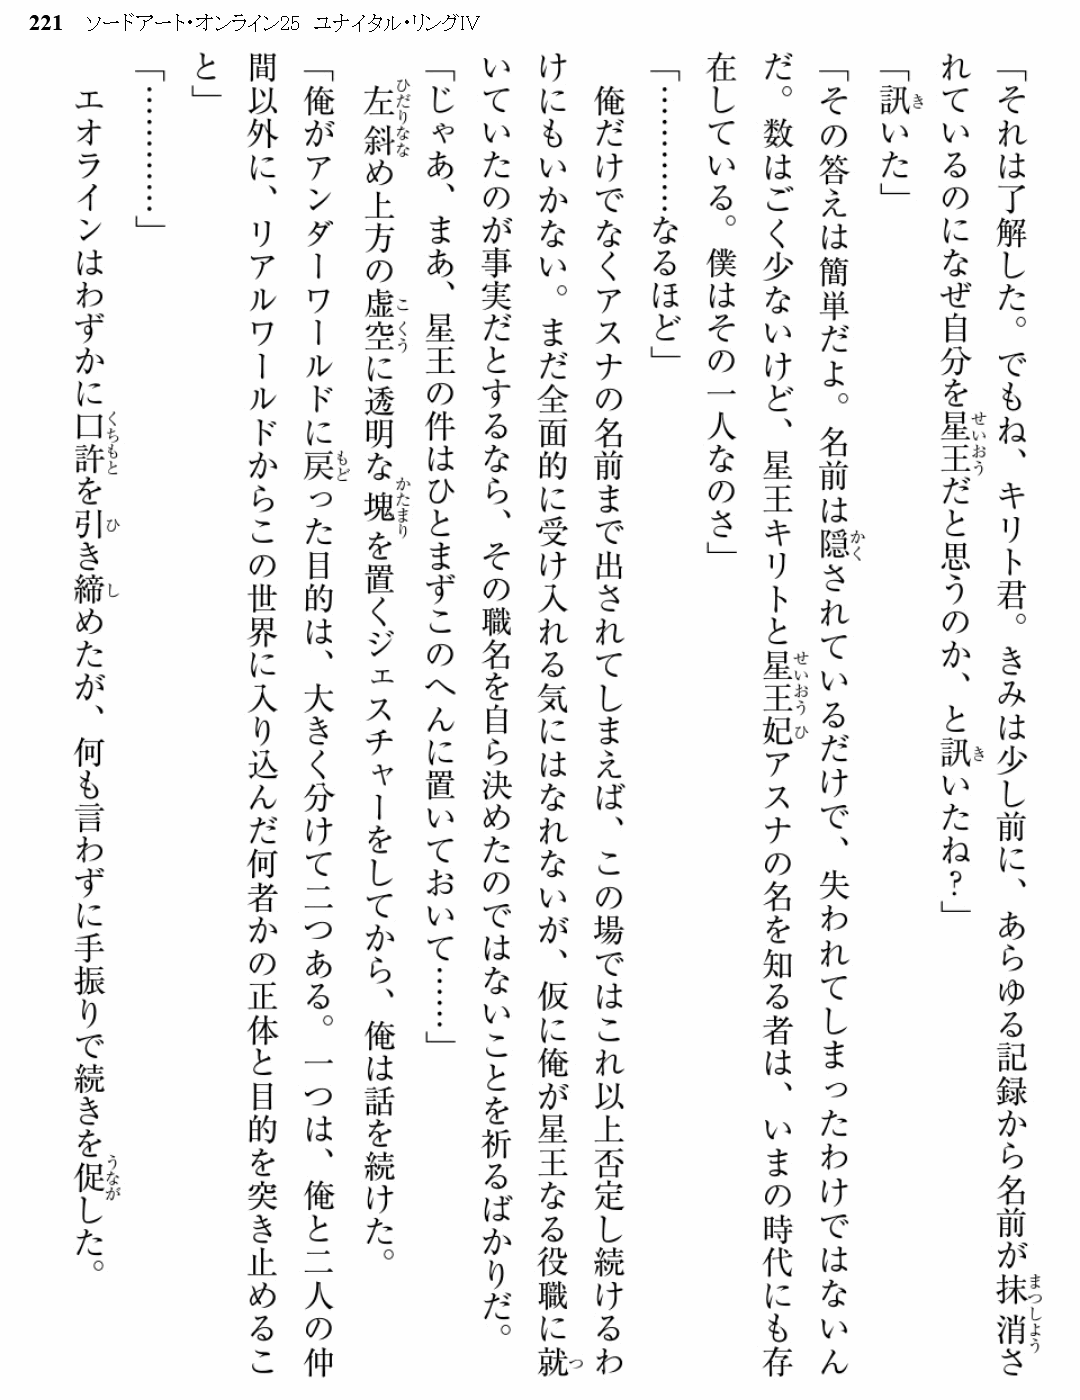 221 ソードアート・オンライン25 ユナイタル・リングIV
「それは了解した。でもね、キリト君。きみは少し前に、あらゆる記録から名前が抹消さ
れているのになぜ自分を星王だと思うのか、と訊いたね?」
「訊いた」
「その答えは簡単だよ。名前は隠されているだけで、失われてしまったわけではないん
だ。数はごく少ないけど、星王キリトと星王妃アスナの名を知る者は、いまの時代にも存
在している。僕はその一人なのさ」
「…………なるほど」
俺だけでなくアスナの名前まで出されてしまえば、この場ではこれ以上否定し続けるわ
けにもいかない。まだ全面的に受け入れる気にはなれないが、仮に俺が星王なる役職に就
いていたのが事実だとするなら、その職名を自ら決めたのではないことを祈るばかりだ。
「じゃあ、まあ、星王の件はひとまずこのへんに置いておいて……」
左斜め上方の虚空に透明な塊を置くジェスチャーをしてから、俺は話を続けた。
「俺がアンダーワールドに戻った目的は、大きく分けて二つある。一つは、俺と二人の仲
間以外に、リアルワールドからこの世界に入り込んだ何者かの正体と目的を突き止めるこ
と」
「…………」
エオラインはわずかに口許を引き締めたが、何も言わずに手振りで続きを促した。